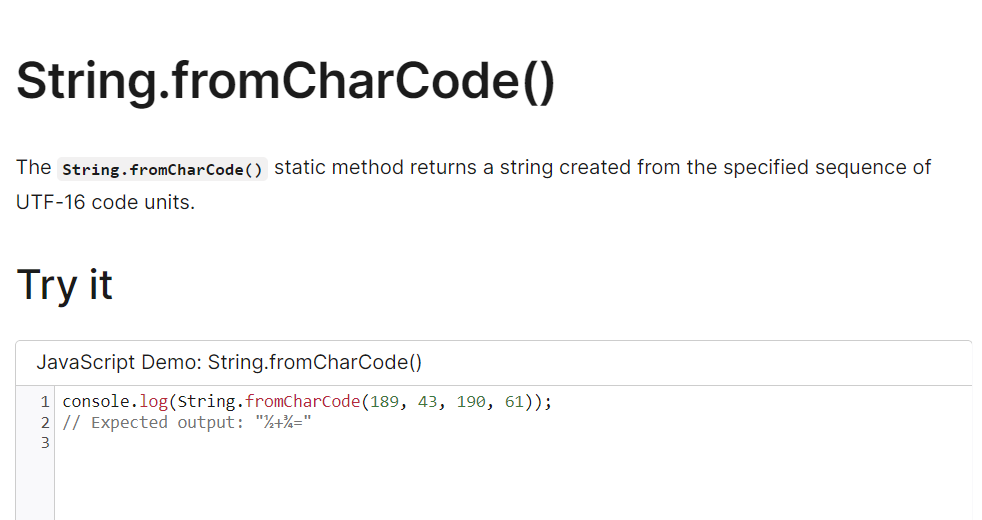 String.fromCharCode()
The String.fromCharCode() static method returns a string created from the specified sequence of
UTF-16 code units.
Try it
JavaScript Demo: String.fromCharCode()
1 console.log(String.fromCharCode(189, 43, 190, 61));
2 // Expected output: "½+¾="
3